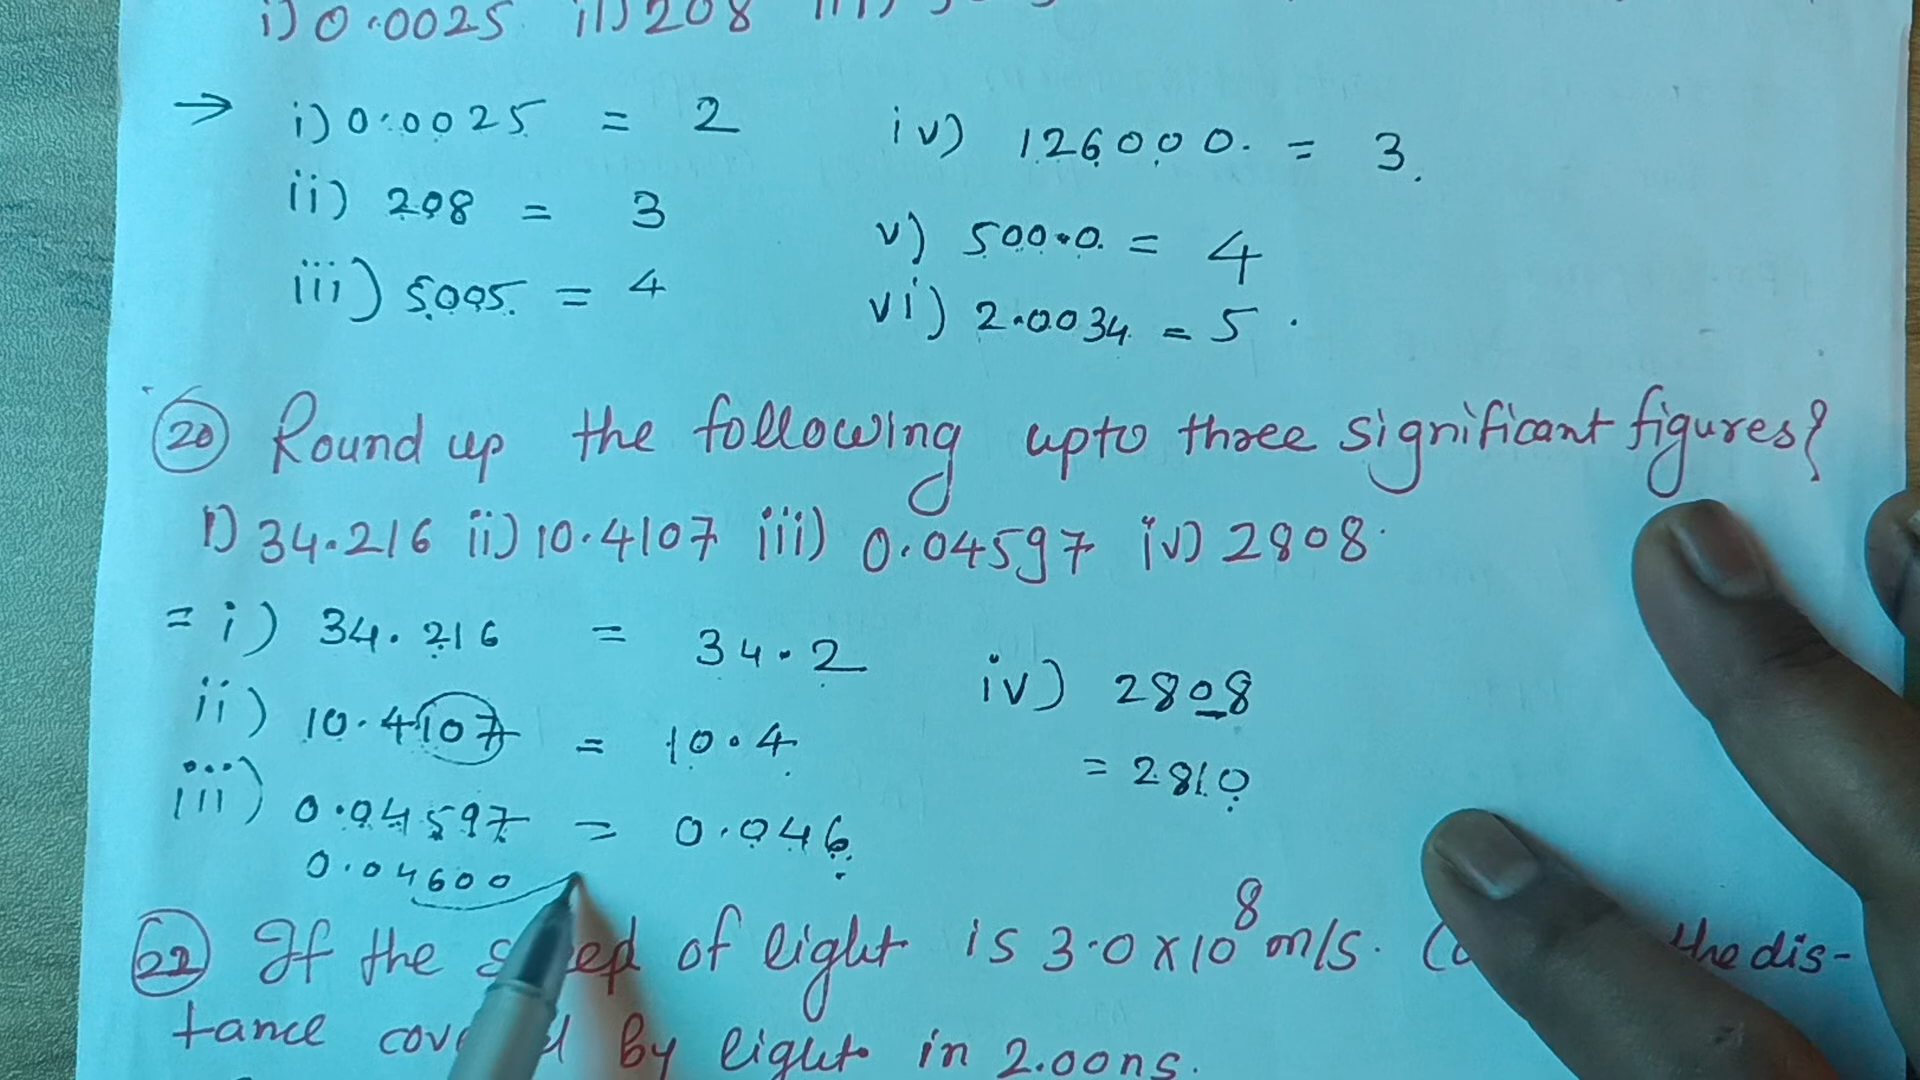 i) 0.0025 ii) 208
→ i) 0.0025 = 2
ii) 208 = 3
iii) 5005. = 4
iv) 126000. = 3.
v) 500.0. = 4
vi) 2.0034 = 5.
20 Round up the following upto three significant figures?
1) 34.216 ii) 10.4107 iii) 0.04597 iv) 2808.
= i) 34.216 = 34.2
ii) 10.4107 = 10.4
iii) 0.04597 = 0.046
0.04600
iv) 2808
= 2810
22 If the speed of light is 3.0 x 10⁸ m/s. the dis-
tance by light in 2.00ns.